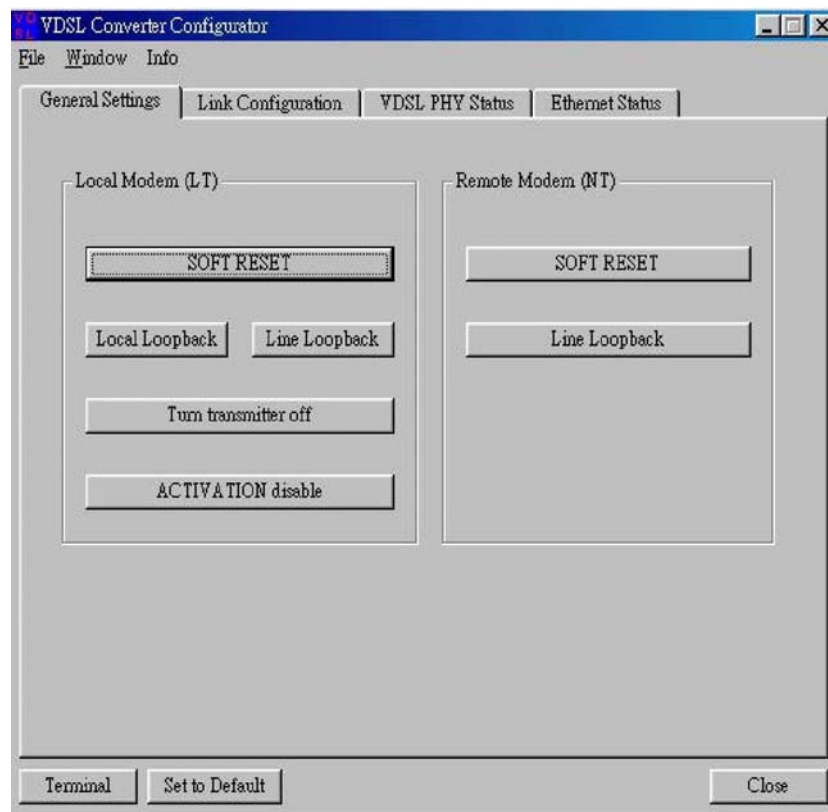 VDSL VDSL Converter Configurator
File Window Info
General Settings Link Configuration VDSL PHY Status Ethernet Status
Local Modem (LT) Remote Modem (NT)
SOFT RESET SOFT RESET
Local Loopback Line Loopback Line Loopback
Turn transmitter off
ACTIVATION disable
Terminal Set to Default Close